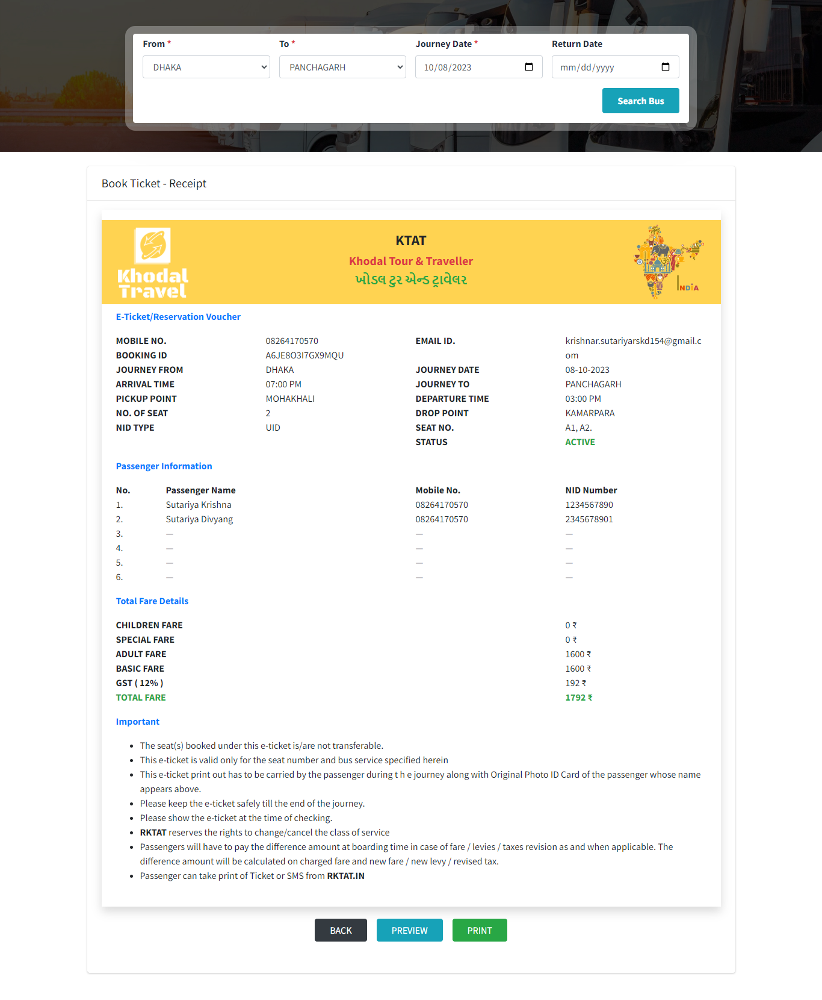 From * To * Journey Date * Return Date
DHAKA PANCHAGARH 10/08/2023 mm/dd/yyyy
Search Bus
Book Ticket - Receipt
Khodal
Travel
KTAT
Khodal Tour & Traveller
ખોડલ ટુર એન્ડ ટ્રાવેલર
INDIA
E-Ticket/Reservation Voucher
MOBILE NO. 08264170570 EMAIL ID. krishnar.sutariyarskd154@gmail.c
BOOKING ID A6JE8O3I7GX9MQU om
JOURNEY FROM DHAKA JOURNEY DATE 08-10-2023
ARRIVAL TIME 07:00 PM JOURNEY TO PANCHAGARH
PICKUP POINT MOHAKHALI DEPARTURE TIME 03:00 PM
NO. OF SEAT 2 DROP POINT KAMARPARA
NID TYPE UID SEAT NO. A1, A2.
STATUS ACTIVE
Passenger Information
No. Passenger Name Mobile No. NID Number
1. Sutariya Krishna 08264170570 1234567890
2. Sutariya Divyang 08264170570 2345678901
3. — — —
4. — — —
5. — — —
6. — — —
Total Fare Details
CHILDREN FARE 0 ₹
SPECIAL FARE 0 ₹
ADULT FARE 1600 ₹
BASIC FARE 1600 ₹
GST ( 12% ) 192 ₹
TOTAL FARE 1792 ₹
Important
• The seat(s) booked under this e-ticket is/are not transferable.
• This e-ticket is valid only for the seat number and bus service specified herein
• This e-ticket print out has to be carried by the passenger during t h e journey along with Original Photo ID Card of the passenger whose name
appears above.
• Please keep the e-ticket safely till the end of the journey.
• Please show the e-ticket at the time of checking.
• RKTAT reserves the rights to change/cancel the class of service
• Passengers will have to pay the difference amount at boarding time in case of fare / levies / taxes revision as and when applicable. The
difference amount will be calculated on charged fare and new fare / new levy / revised tax.
• Passenger can take print of Ticket or SMS from RKTAT.IN
BACK PREVIEW PRINT